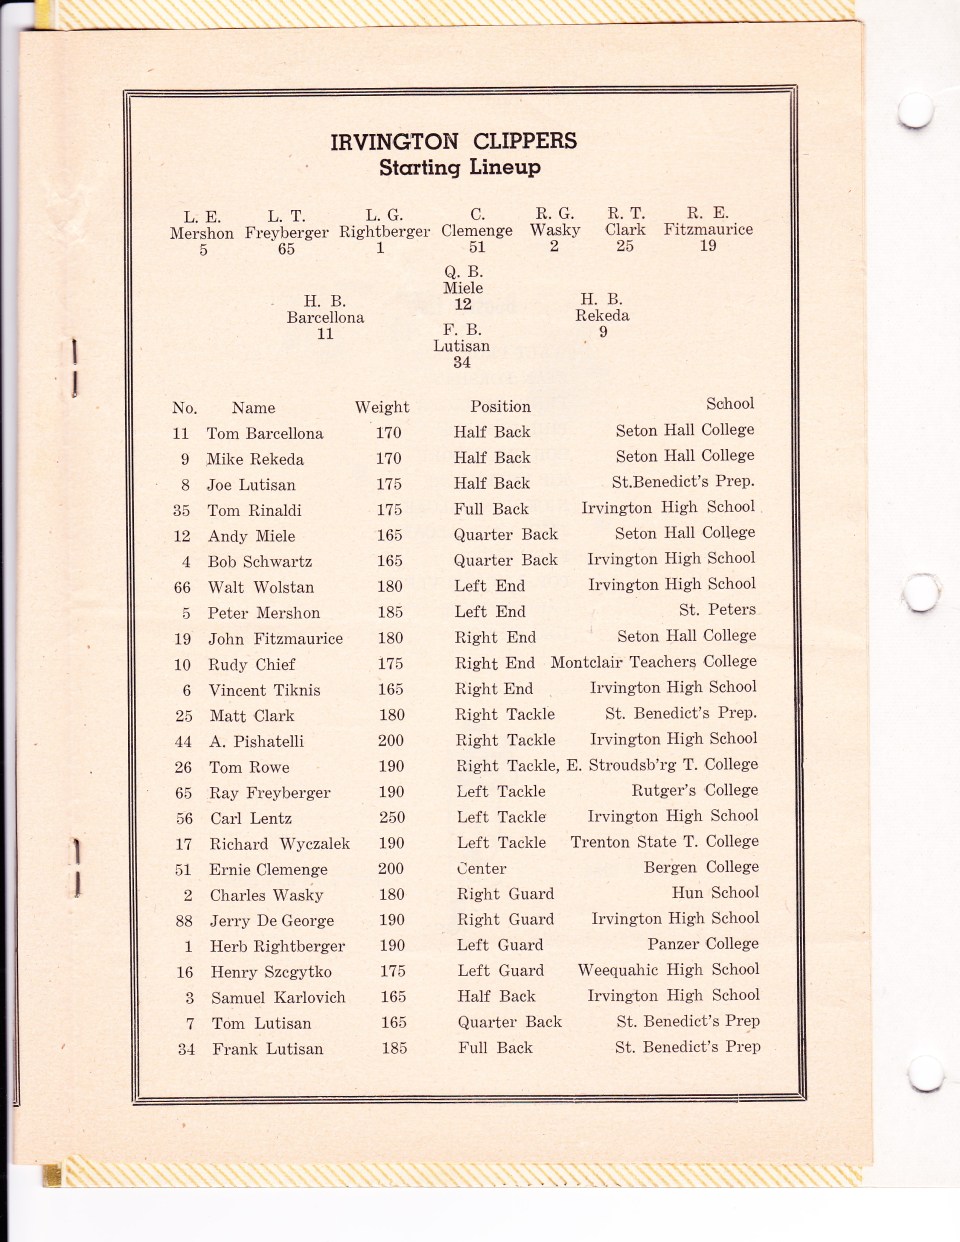 IRVINGTON CLIPPERS
Starting Lineup
L. E. L. T. L. G. C. R. G. R. T. R. E.
Mershon Freyberger Rightberger Clemenge Wasky Clark Fitzmaurice
5 65 1 51 2 25 19
Q. B.
Miele
12
H. B. H. B.
Barcellona Rekeda
11 9
F. B.
Lutisan
34
No. Name Weight Position School
11 Tom Barcellona 170 Half Back Seton Hall College
9 Mike Rekeda 170 Half Back Seton Hall College
8 Joe Lutisan 175 Half Back St.Benedict's Prep.
35 Tom Rinaldi 175 Full Back Irvington High School
12 Andy Miele 165 Quarter Back Seton Hall College
4 Bob Schwartz 165 Quarter Back Irvington High School
66 Walt Wolstan 180 Left End Irvington High School
5 Peter Mershon 185 Left End St. Peters
19 John Fitzmaurice 180 Right End Seton Hall College
10 Rudy Chief 175 Right End Montclair Teachers College
6 Vincent Tiknis 165 Right End Irvington High School
25 Matt Clark 180 Right Tackle St. Benedict's Prep.
44 A. Pishatelli 200 Right Tackle Irvington High School
26 Tom Rowe 190 Right Tackle, E. Stroudsb'rg T. College
65 Ray Freyberger 190 Left Tackle Rutger's College
56 Carl Lentz 250 Left Tackle Irvington High School
17 Richard Wyczalek 190 Left Tackle Trenton State T. College
51 Ernie Clemenge 200 Center Bergen College
2 Charles Wasky 180 Right Guard Hun School
88 Jerry De George 190 Right Guard Irvington High School
1 Herb Rightberger 190 Left Guard Panzer College
16 Henry Szcgytko 175 Left Guard Weequahic High School
3 Samuel Karlovich 165 Half Back Irvington High School
7 Tom Lutisan 165 Quarter Back St. Benedict's Prep
34 Frank Lutisan 185 Full Back St. Benedict's Prep